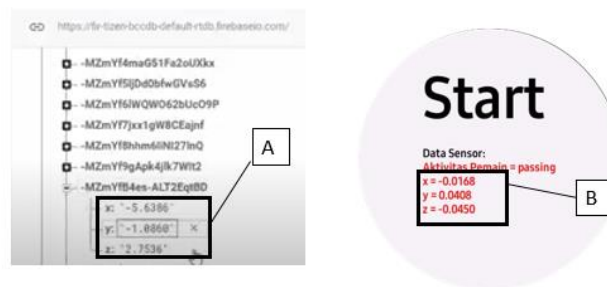 https://fir-tizen-bccdb-default-rtdb.firebaseio.com/
-MZmYf4maG51Fa2oUXkx
-MZmYf5ljDd0bfwGVsS6
-MZmYf6lWQWO62bUcO9P
-MZmYf7jxx1gW8CEajnf
-MZmYf8hhm6liNI27lnQ
-MZmYf9gApk4jlk7WIt2
-MZmYffB4es-ALT2EqtBD
x: "-5.6386"
y: "-1.0860" ×
z: "2.7536"
A
Start
Data Sensor:
Aktivitas Pemain = passing
x = -0.0168
y = 0.0408
z = -0.0450
B